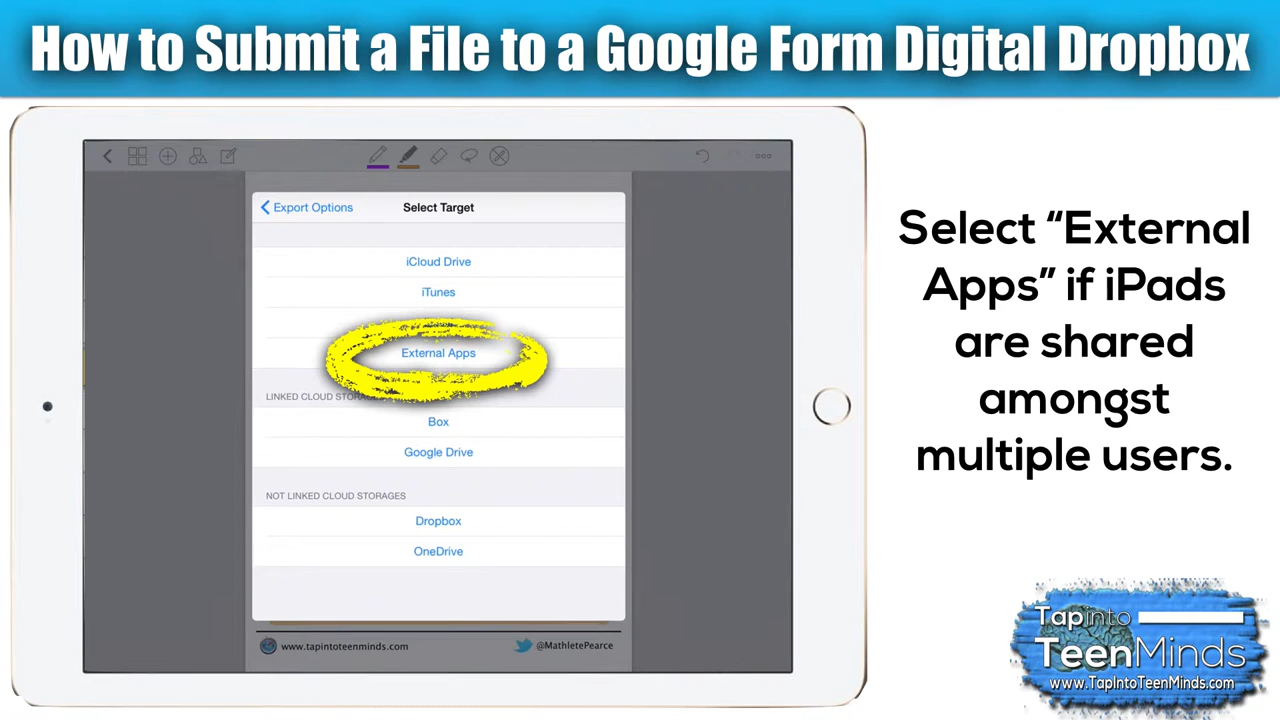 How to Submit a File to a Google Form Digital Dropbox
Export Options
Select Target
iCloud Drive
iTunes
External Apps
LINKED CLOUD STORAGES
Box
Google Drive
NOT LINKED CLOUD STORAGES
Dropbox
OneDrive
www.tapintoteenminds.com
@MathletePearce
Select “External
Apps” if iPads
are shared
amongst
multiple users.
Tap into
TeenMinds
www.TapIntoTeenMinds.com